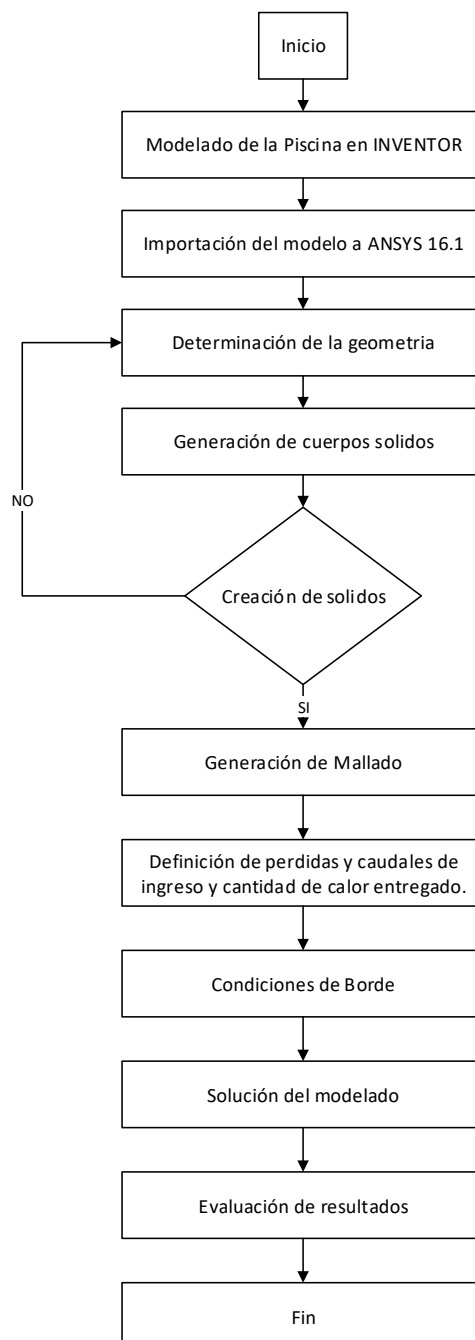 Inicio
Modelado de la Piscina en INVENTOR
Importación del modelo a ANSYS 16.1
Determinación de la geometria
Generación de cuerpos solidos
NO
Creación de solidos
SI
Generación de Mallado
Definición de perdidas y caudales de
ingreso y cantidad de calor entregado.
Condiciones de Borde
Solución del modelado
Evaluación de resultados
Fin